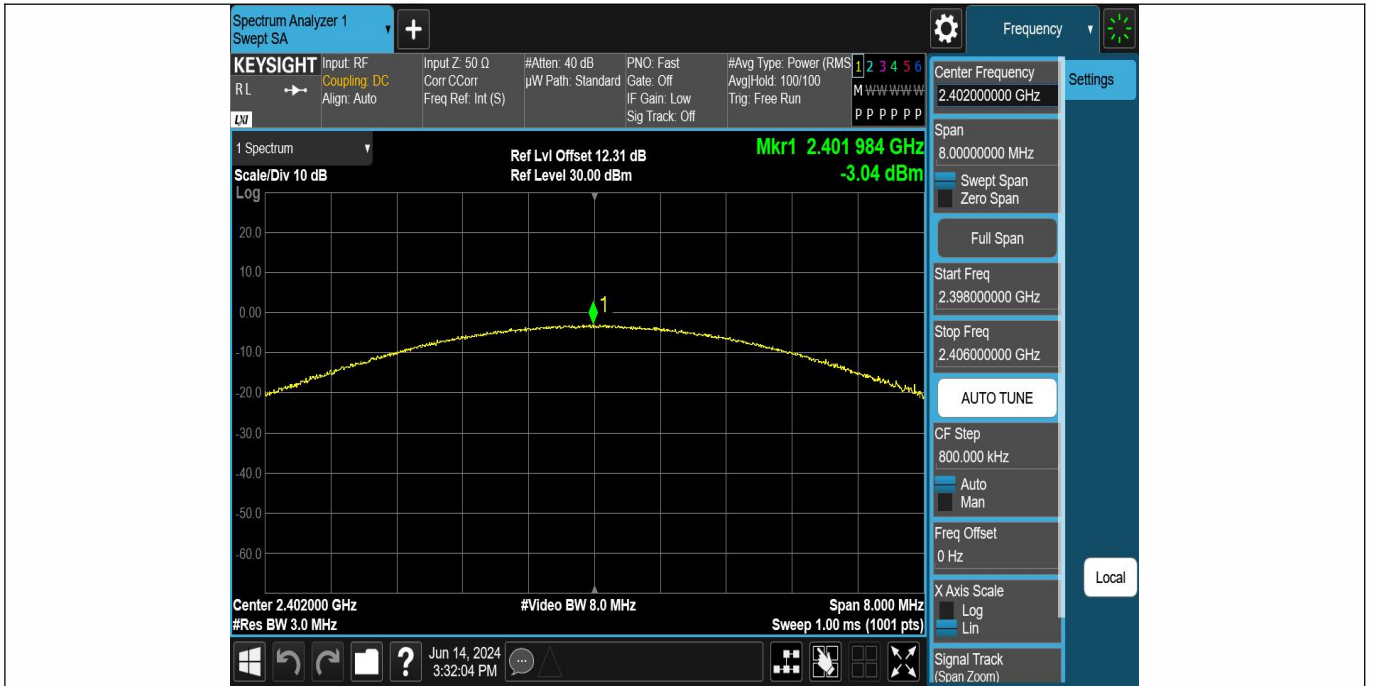 Spectrum Analyzer 1
Swept SA
+
Frequency
KEYSIGHT
RL
LXI
Input: RF
Coupling: DC
Align: Auto
Input Z: 50 Ω
Corr CCorr
Freq Ref: Int (S)
#Atten: 40 dB
µW Path: Standard
PNO: Fast
Gate: Off
IF Gain: Low
Sig Track: Off
#Avg Type: Power (RMS
Avg|Hold: 100/100
Trig: Free Run
1 2 3 4 5 6
M W W W W W
P P P P P P
1 Spectrum
Scale/Div 10 dB
Ref Lvl Offset 12.31 dB
Ref Level 30.00 dBm
Mkr1 2.401 984 GHz
-3.04 dBm
Log
20.0
10.0
0.00
-10.0
-20.0
-30.0
-40.0
-50.0
-60.0
1
Center 2.402000 GHz
#Res BW 3.0 MHz
#Video BW 8.0 MHz
Span 8.000 MHz
Sweep 1.00 ms (1001 pts)
?
Jun 14, 2024
3:32:04 PM
Center Frequency
2.402000000 GHz
Span
8.00000000 MHz
Swept Span
Zero Span
Full Span
Start Freq
2.398000000 GHz
Stop Freq
2.406000000 GHz
AUTO TUNE
CF Step
800.000 kHz
Auto
Man
Freq Offset
0 Hz
X Axis Scale
Log
Lin
Signal Track
(Span Zoom)
Settings
Local